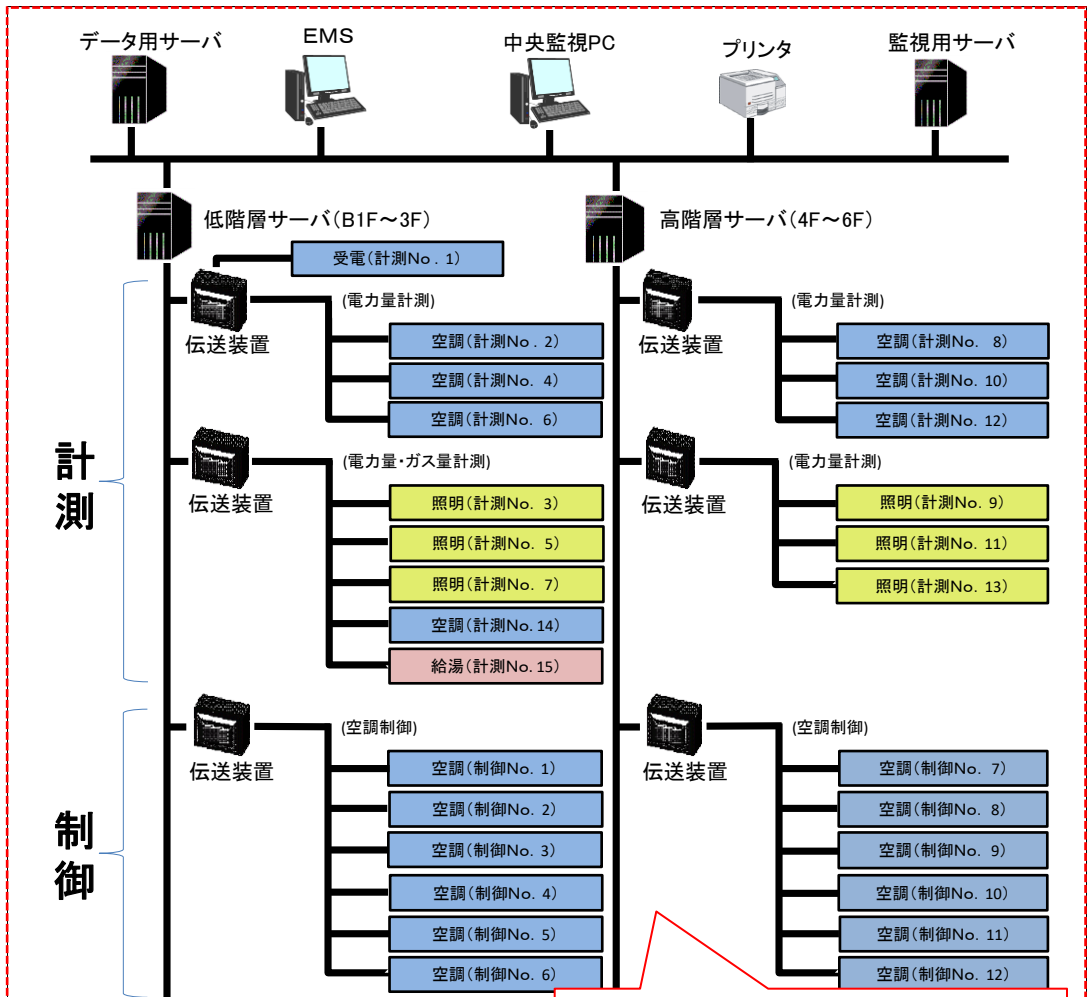 データ用サーバ
EMS
中央監視PC
プリンタ
監視用サーバ
低階層サーバ(B1F～3F)
高階層サーバ(4F～6F)
受電(計測No．1)
計測
伝送装置
(電力量計測)
空調(計測No．2)
空調(計測No．4)
空調(計測No．6)
伝送装置
(電力量・ガス量計測)
照明(計測No．3)
照明(計測No．5)
照明(計測No．7)
空調(計測No．14)
給湯(計測No．15)
伝送装置
(電力量計測)
空調(計測No．8)
空調(計測No．10)
空調(計測No．12)
伝送装置
(電力量計測)
照明(計測No．9)
照明(計測No．11)
照明(計測No．13)
制御
伝送装置
(空調制御)
空調(制御No．1)
空調(制御No．2)
空調(制御No．3)
空調(制御No．4)
空調(制御No．5)
空調(制御No．6)
伝送装置
(空調制御)
空調(制御No．7)
空調(制御No．8)
空調(制御No．9)
空調(制御No．10)
空調(制御No．11)
空調(制御No．12)